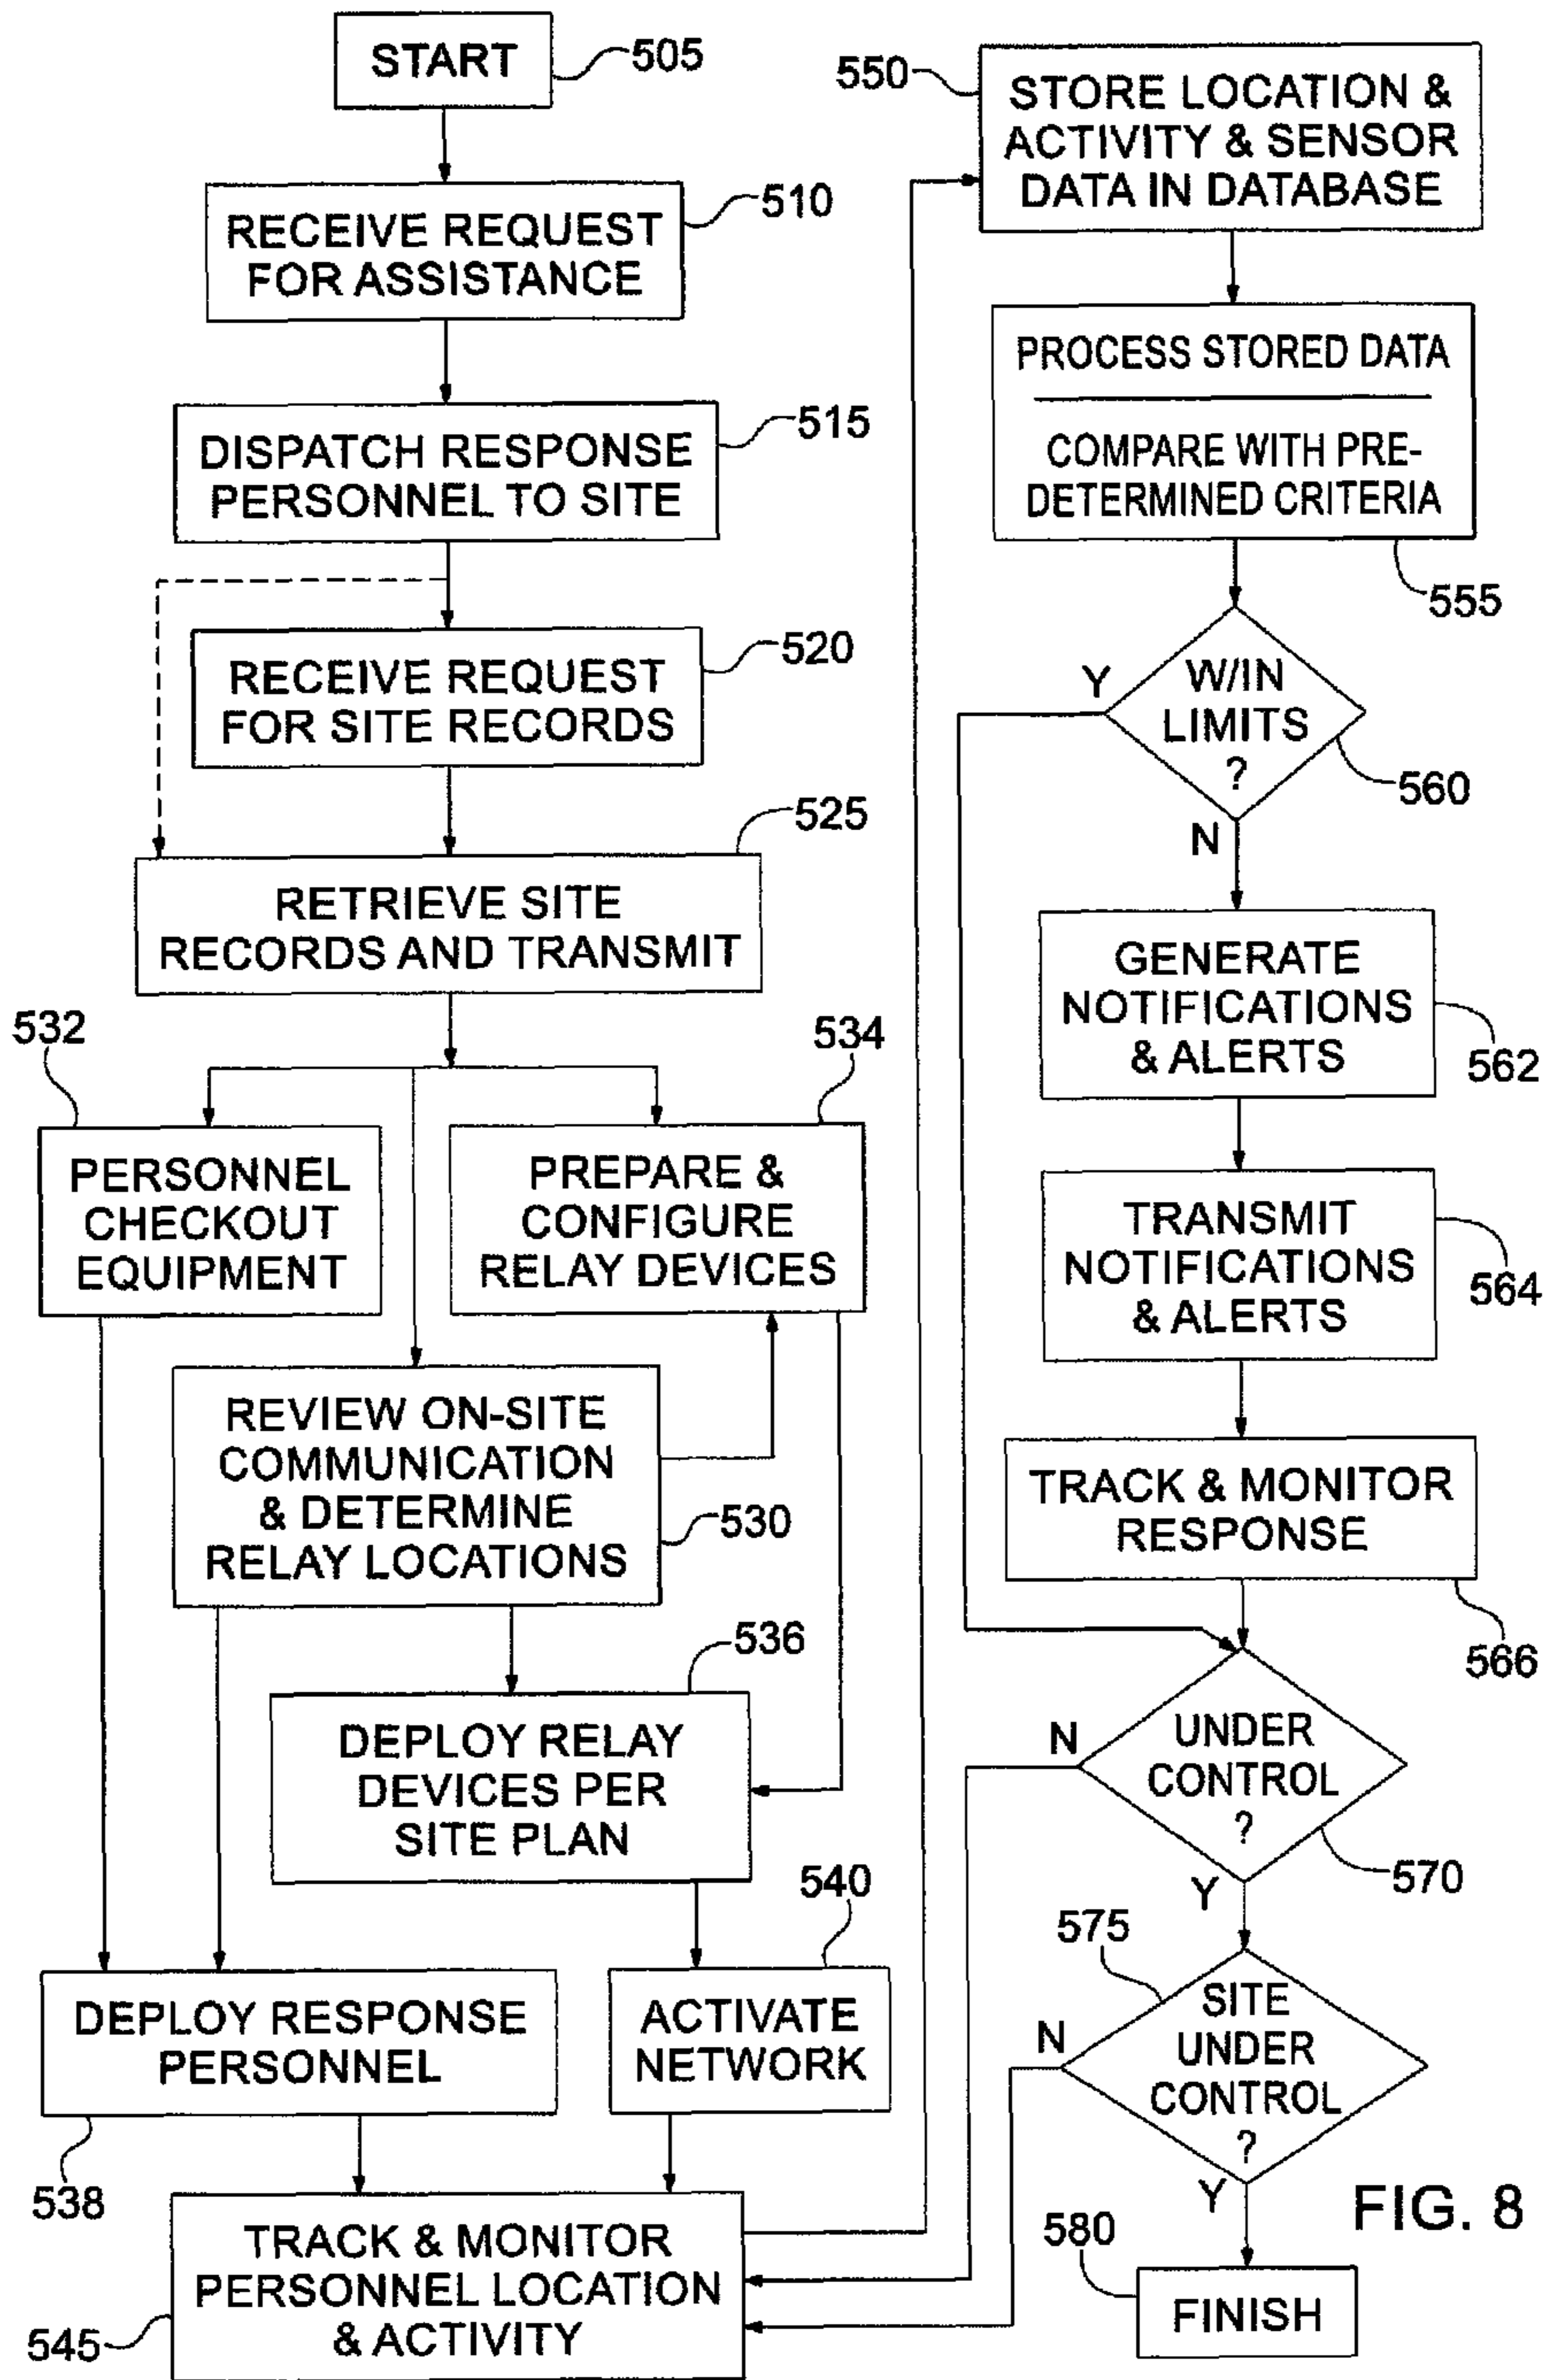 START
505
RECEIVE REQUEST
FOR ASSISTANCE
510
DISPATCH RESPONSE
PERSONNEL TO SITE
515
RECEIVE REQUEST
FOR SITE RECORDS
520
RETRIEVE SITE
RECORDS AND TRANSMIT
525
532
PERSONNEL
CHECKOUT
EQUIPMENT
534
PREPARE &
CONFIGURE
RELAY DEVICES
REVIEW ON-SITE
COMMUNICATION
& DETERMINE
RELAY LOCATIONS
530
536
DEPLOY RELAY
DEVICES PER
SITE PLAN
DEPLOY RESPONSE
PERSONNEL
538
540
ACTIVATE
NETWORK
TRACK & MONITOR
PERSONNEL LOCATION
& ACTIVITY
545
550
STORE LOCATION &
ACTIVITY & SENSOR
DATA IN DATABASE
PROCESS STORED DATA
COMPARE WITH PRE-
DETERMINED CRITERIA
555
Y
W/IN
LIMITS
?
560
N
GENERATE
NOTIFICATIONS
& ALERTS
562
TRANSMIT
NOTIFICATIONS
& ALERTS
564
TRACK & MONITOR
RESPONSE
566
N
UNDER
CONTROL
?
570
Y
575
N
SITE
UNDER
CONTROL
?
Y
580
FINISH
FIG. 8